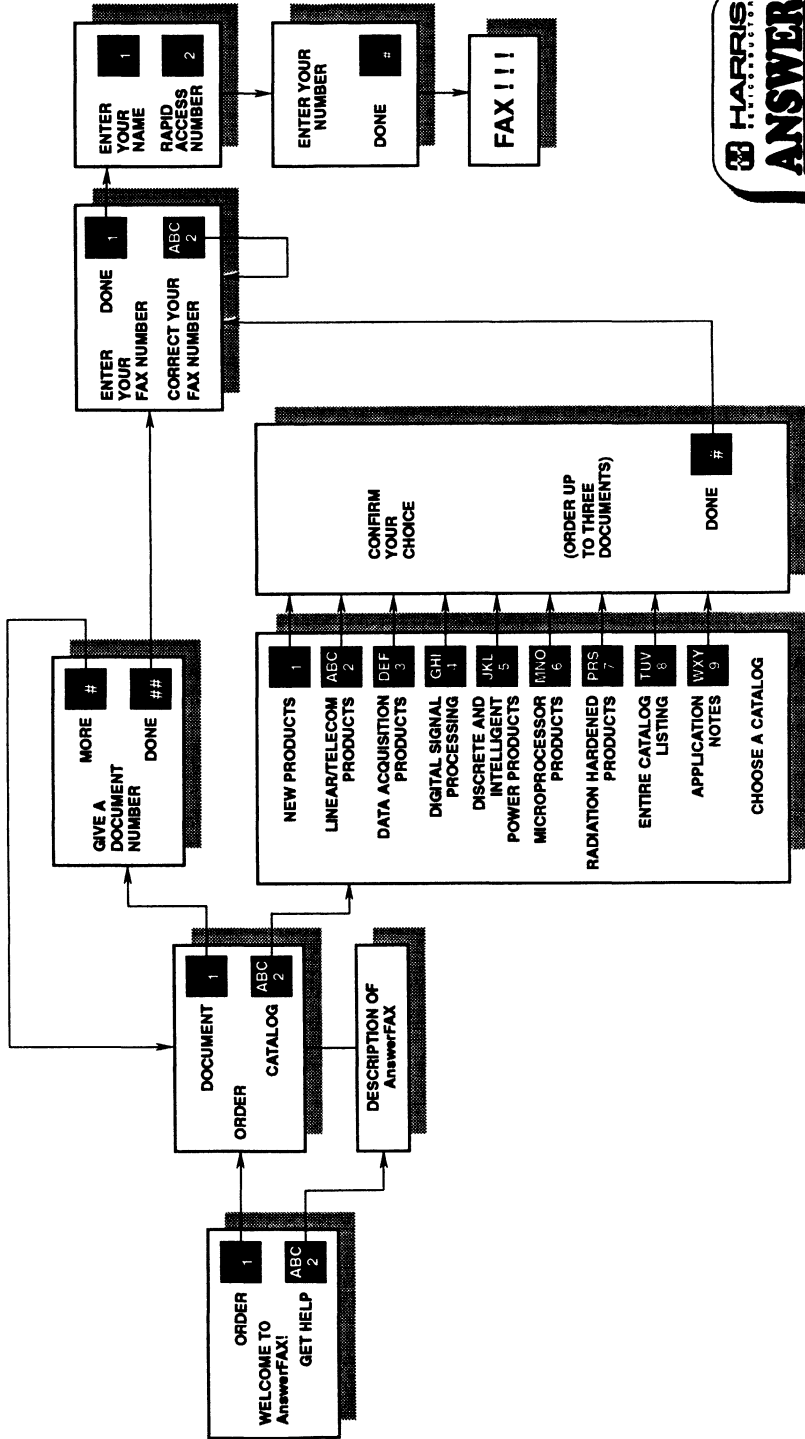 WELCOME TO
AnswerFAX!
ORDER
1
GET HELP
ABC
2
ORDER
DOCUMENT
1
CATALOG
ABC
2
DESCRIPTION OF
AnswerFAX
GIVE A
DOCUMENT
NUMBER
MORE
#
DONE
##
NEW PRODUCTS
1
LINEAR/TELECOM
PRODUCTS
ABC
2
DATA ACQUISITION
PRODUCTS
DEF
3
DIGITAL SIGNAL
PROCESSING
GHI
4
DISCRETE AND
INTELLIGENT
POWER PRODUCTS
JKL
5
MICROPROCESSOR
PRODUCTS
MNO
6
RADIATION HARDENED
PRODUCTS
PRS
7
ENTIRE CATALOG
LISTING
TUV
8
APPLICATION
NOTES
WXY
9
CHOOSE A CATALOG
CONFIRM
YOUR
CHOICE
(ORDER UP
TO THREE
DOCUMENTS)
DONE
#
ENTER
YOUR
FAX NUMBER
DONE
1
CORRECT YOUR
FAX NUMBER
ABC
2
ENTER
YOUR
NAME
1
RAPID
ACCESS
NUMBER
2
ENTER YOUR
NUMBER
DONE
#
FAX ! ! !
HARRIS
SEMICONDUCTOR
ANSWER